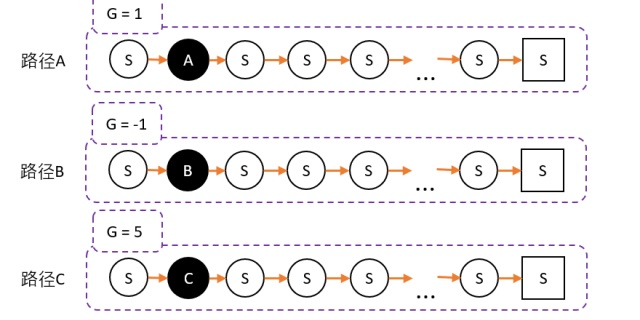 G = 1
路径A S A S S S ... S S
G = -1
路径B S B S S S ... S S
G = 5
路径C S C S S S ... S S